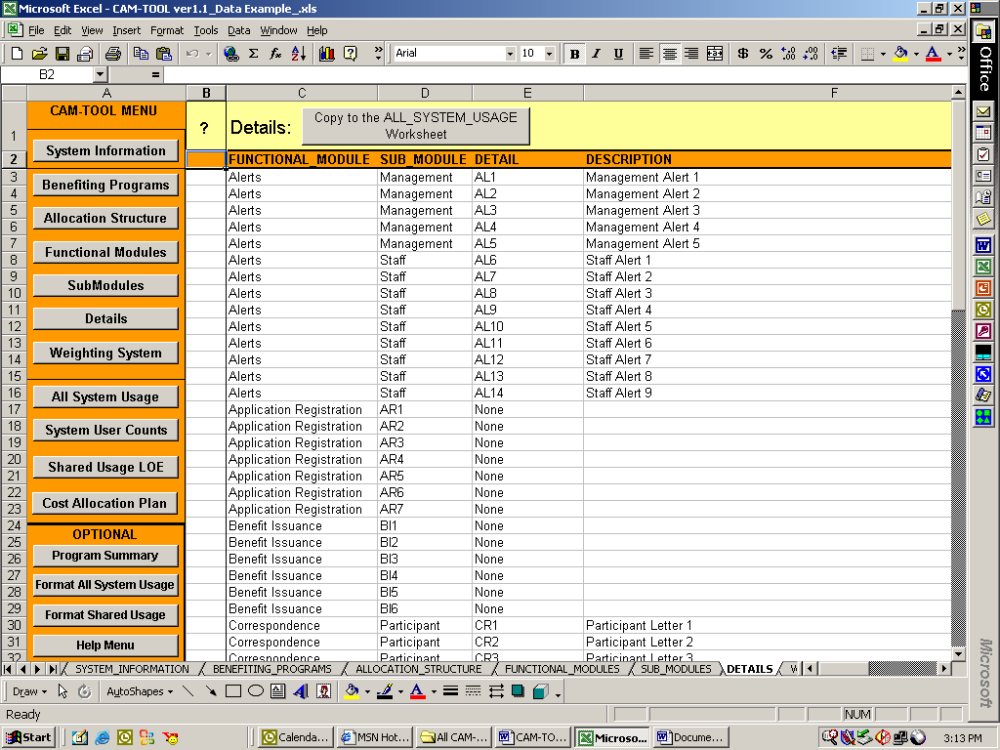 Microsoft Excel - CAM-TOOL ver1.1_Data Example_.xls
File Edit View Insert Format Tools Data Window Help
Arial 10 B I U $ %
B2 =
A B C D E F
1 CAM-TOOL MENU ? Details: Copy to the ALL_SYSTEM_USAGE
Worksheet
System Information
2 FUNCTIONAL_MODULE SUB_MODULE DETAIL DESCRIPTION
3 Alerts Management AL1 Management Alert 1
Benefiting Programs
4 Alerts Management AL2 Management Alert 2
5 Alerts Management AL3 Management Alert 3
Allocation Structure
6 Alerts Management AL4 Management Alert 4
7 Alerts Management AL5 Management Alert 5
Functional Modules
8 Alerts Staff AL6 Staff Alert 1
9 Alerts Staff AL7 Staff Alert 2
SubModules
10 Alerts Staff AL8 Staff Alert 3
11 Alerts Staff AL9 Staff Alert 4
Details
12 Alerts Staff AL10 Staff Alert 5
13 Alerts Staff AL11 Staff Alert 6
Weighting System
14 Alerts Staff AL12 Staff Alert 7
15 Alerts Staff AL13 Staff Alert 8
16 Alerts Staff AL14 Staff Alert 9
All System Usage
17 Application Registration AR1 None
18 Application Registration AR2 None
System User Counts
19 Application Registration AR3 None
20 Application Registration AR4 None
Shared Usage LOE
21 Application Registration AR5 None
22 Application Registration AR6 None
Cost Allocation Plan
23 Application Registration AR7 None
24 Benefit Issuance BI1 None
OPTIONAL
25 Benefit Issuance BI2 None
Program Summary
26 Benefit Issuance BI3 None
27 Benefit Issuance BI4 None
Format All System Usage
28 Benefit Issuance BI5 None
29 Benefit Issuance BI6 None
Format Shared Usage
30 Correspondence Participant CR1 Participant Letter 1
31 Correspondence Participant CR2 Participant Letter 2
Help Menu
32 Correspondence Participant CR3 Participant Letter 3
SYSTEM_INFORMATION BENEFITING_PROGRAMS ALLOCATION_STRUCTURE FUNCTIONAL_MODULES SUB_MODULES DETAILS
Draw AutoShapes
Ready NUM
Start Calenda... MSN Hot... All CAM-... CAM-TO... Microso... Docume... 3:13 PM
Office
Microsoft